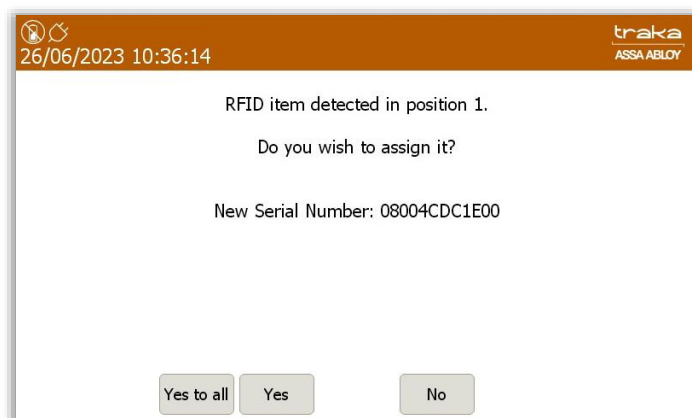 traka
26/06/2023 10:36:14
ASSA ABLOY
RFID item detected in position 1.
Do you wish to assign it?
New Serial Number: 08004CDC1E00
Yes to all
Yes
No